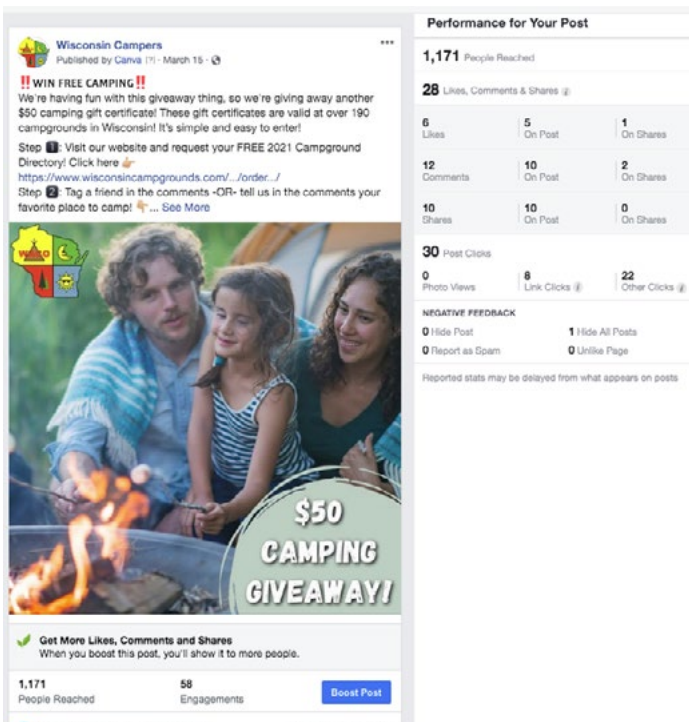 Wisconsin Campers
Published by Canva [?] · March 15 ·
‼WIN FREE CAMPING‼
We're having fun with this giveaway thing, so we're giving away another
$50 camping gift certificate! These gift certificates are valid at over 190
campgrounds in Wisconsin! It's simple and easy to enter!
Step 1️⃣: Visit our website and request your FREE 2021 Campground
Directory! Click here 👉
https://www.wisconsincampgrounds.com/.../order.../
Step 2️⃣: Tag a friend in the comments -OR- tell us in the comments your
favorite place to camp! 👇... See More
WACO
$50
CAMPING
GIVEAWAY!
Get More Likes, Comments and Shares
When you boost this post, you'll show it to more people.
1,171 58
People Reached Engagements Boost Post
Performance for Your Post
1,171 People Reached
28 Likes, Comments & Shares
6 5 1
Likes On Post On Shares
12 10 2
Comments On Post On Shares
10 10 0
Shares On Post On Shares
30 Post Clicks
0 8 22
Photo Views Link Clicks Other Clicks
NEGATIVE FEEDBACK
0 Hide Post 1 Hide All Posts
0 Report as Spam 0 Unlike Page
Reported stats may be delayed from what appears on posts